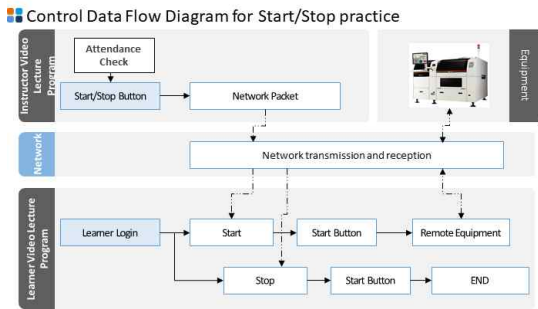 Control Data Flow Diagram for Start/Stop practice
Instructor Video
Lecture
Program
Attendance
Check
Start/Stop Button
Network Packet
Equipment
Network
Network transmission and reception
Learner Video Lecture
Program
Learner Login
Start
Start Button
Remote Equipment
Stop
Start Button
END